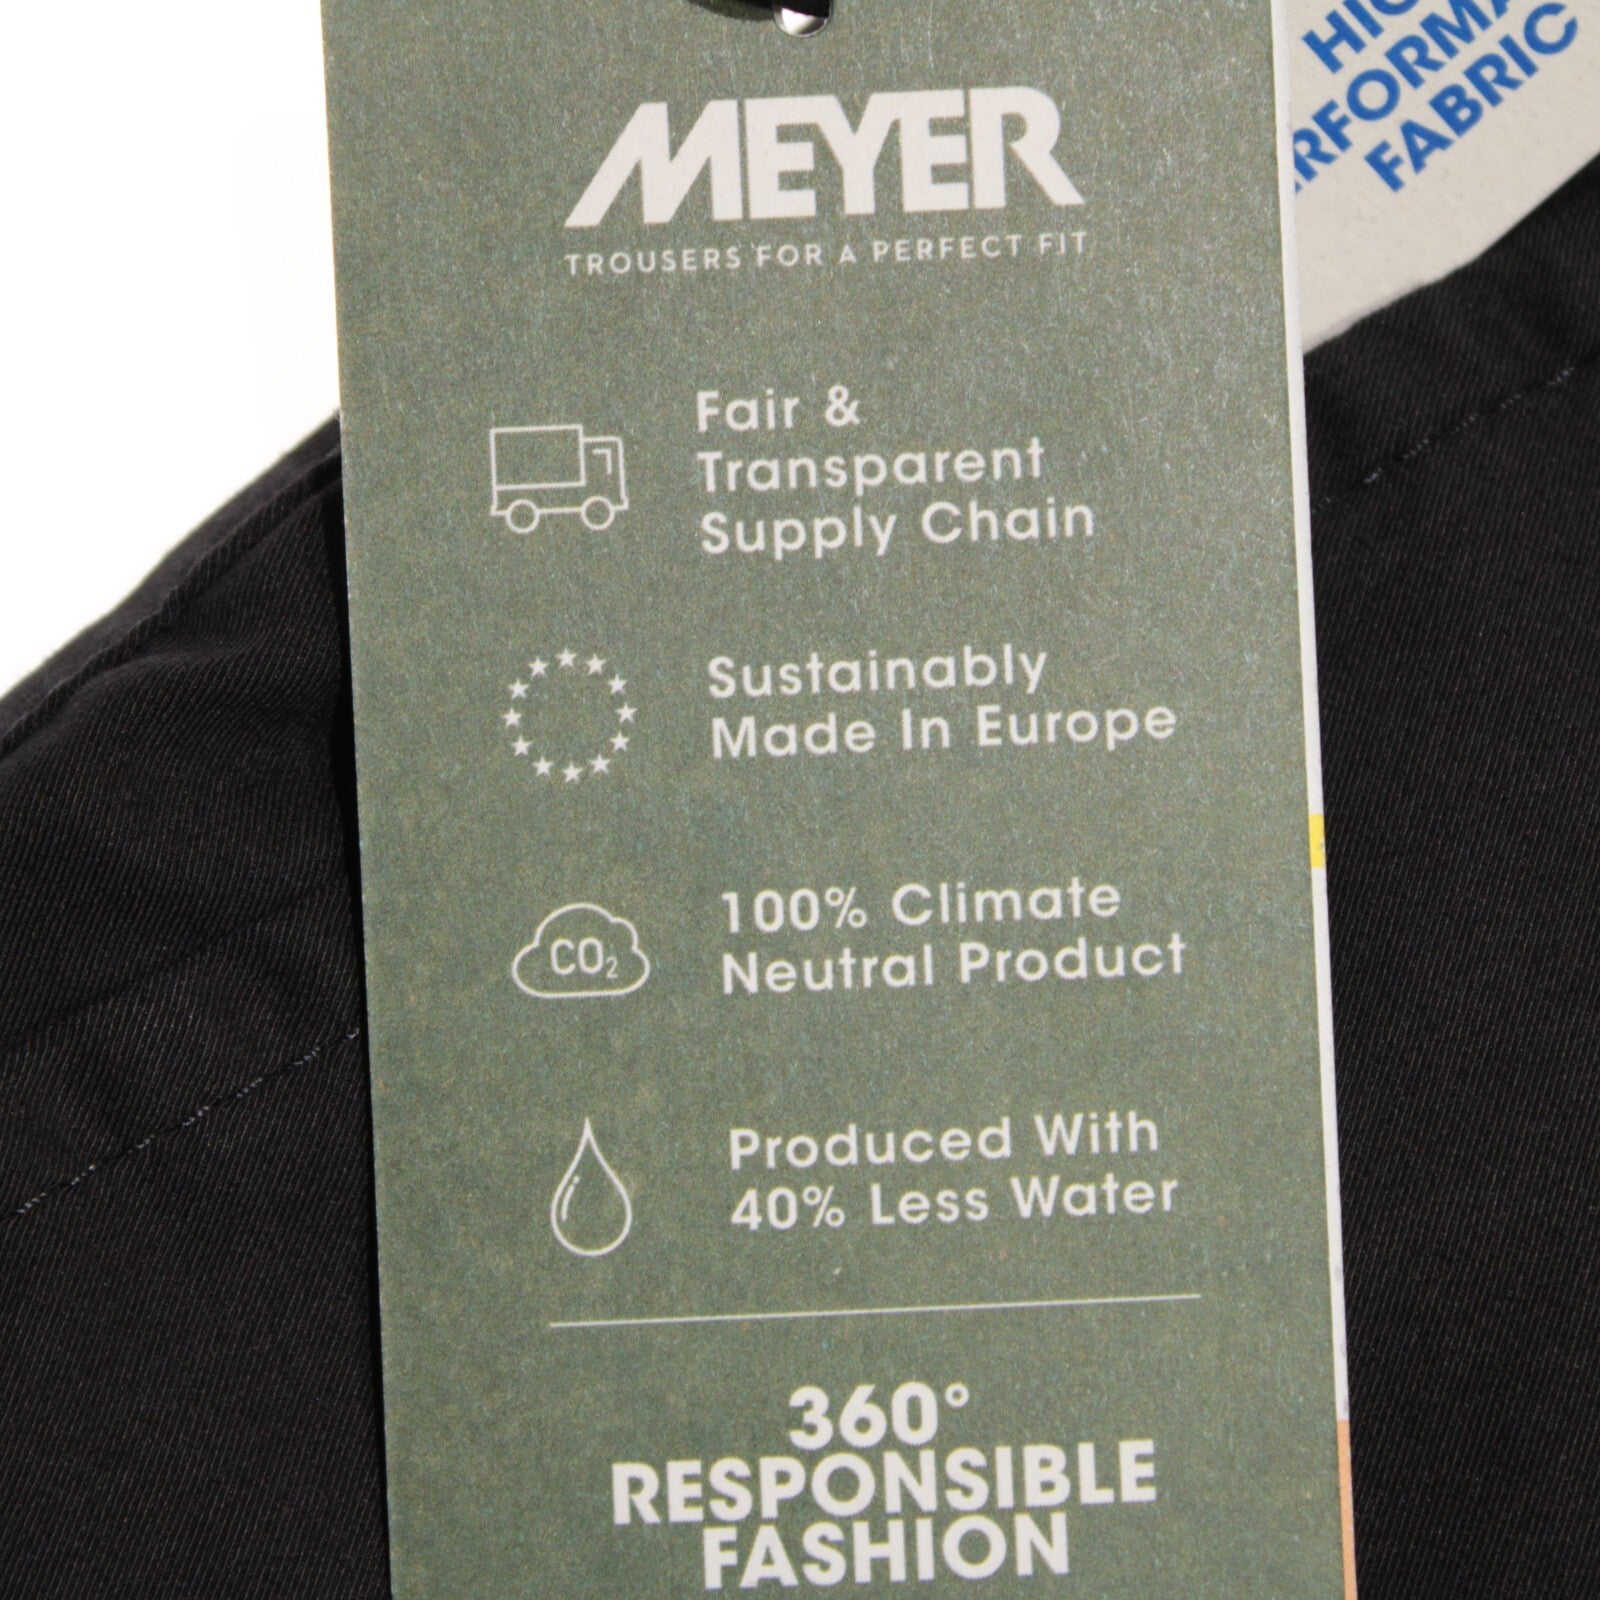 MEYER
TROUSERS FOR A PERFECT FIT
Fair &
Transparent
Supply Chain
Sustainably
Made In Europe
CO₂
100% Climate
Neutral Product
Produced With
40% Less Water
360°
RESPONSIBLE
FASHION
FABRIC